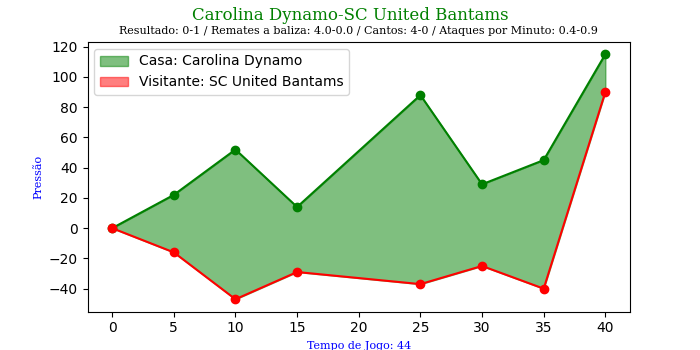 Carolina Dynamo-SC United Bantams
Resultado: 0-1 / Remates a baliza: 4.0-0.0 / Cantos: 4-0 / Ataques por Minuto: 0.4-0.9
Casa: Carolina Dynamo
Visitante: SC United Bantams
Pressão
120
100
80
60
40
20
0
−20
−40
0 5 10 15 20 25 30 35 40
Tempo de Jogo: 44